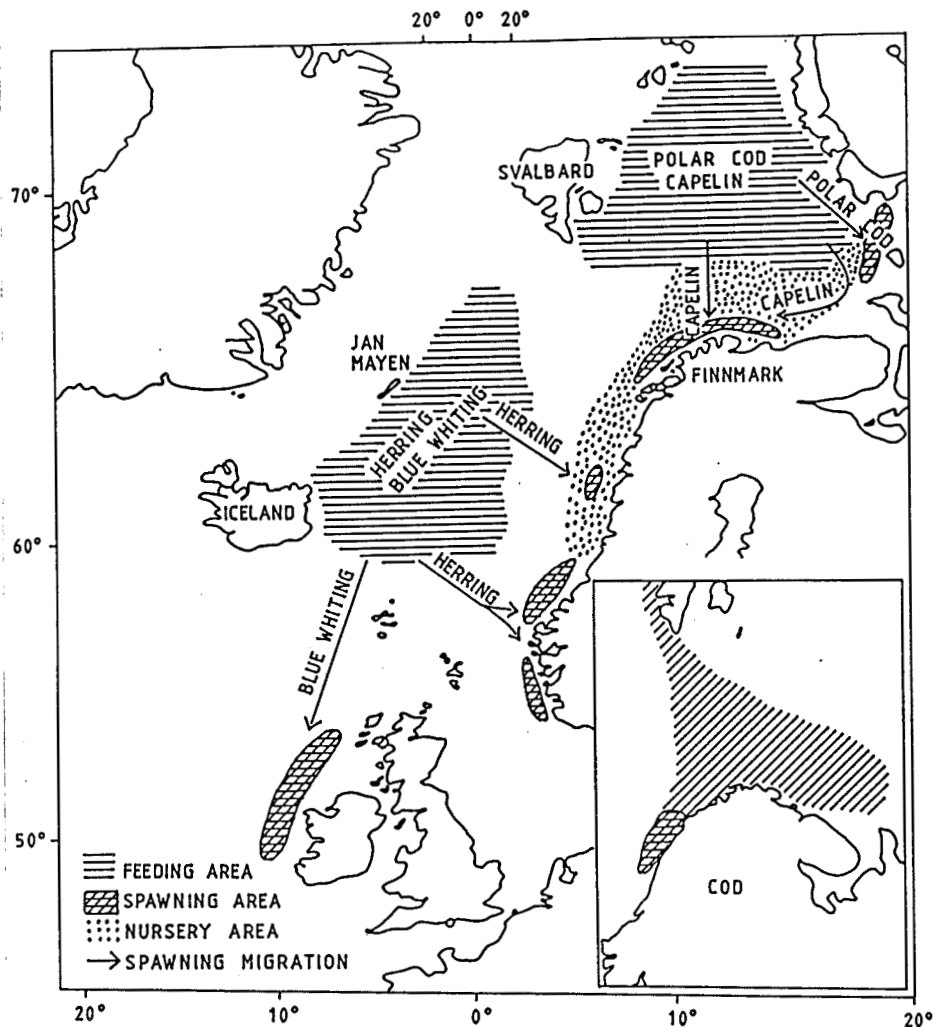 20° 0° 20°
70°
60°
50°
SVALBARD
POLAR COD
CAPELIN
POLAR
COD
CAPELIN
CAPELIN
FINNMARK
JAN
MAYEN
HERRING
BLUE WHITING
HERRING
ICELAND
HERRING
BLUE WHITING
COD
FEEDING AREA
SPAWNING AREA
NURSERY AREA
SPAWNING MIGRATION
20° 10° 0° 10° 20°